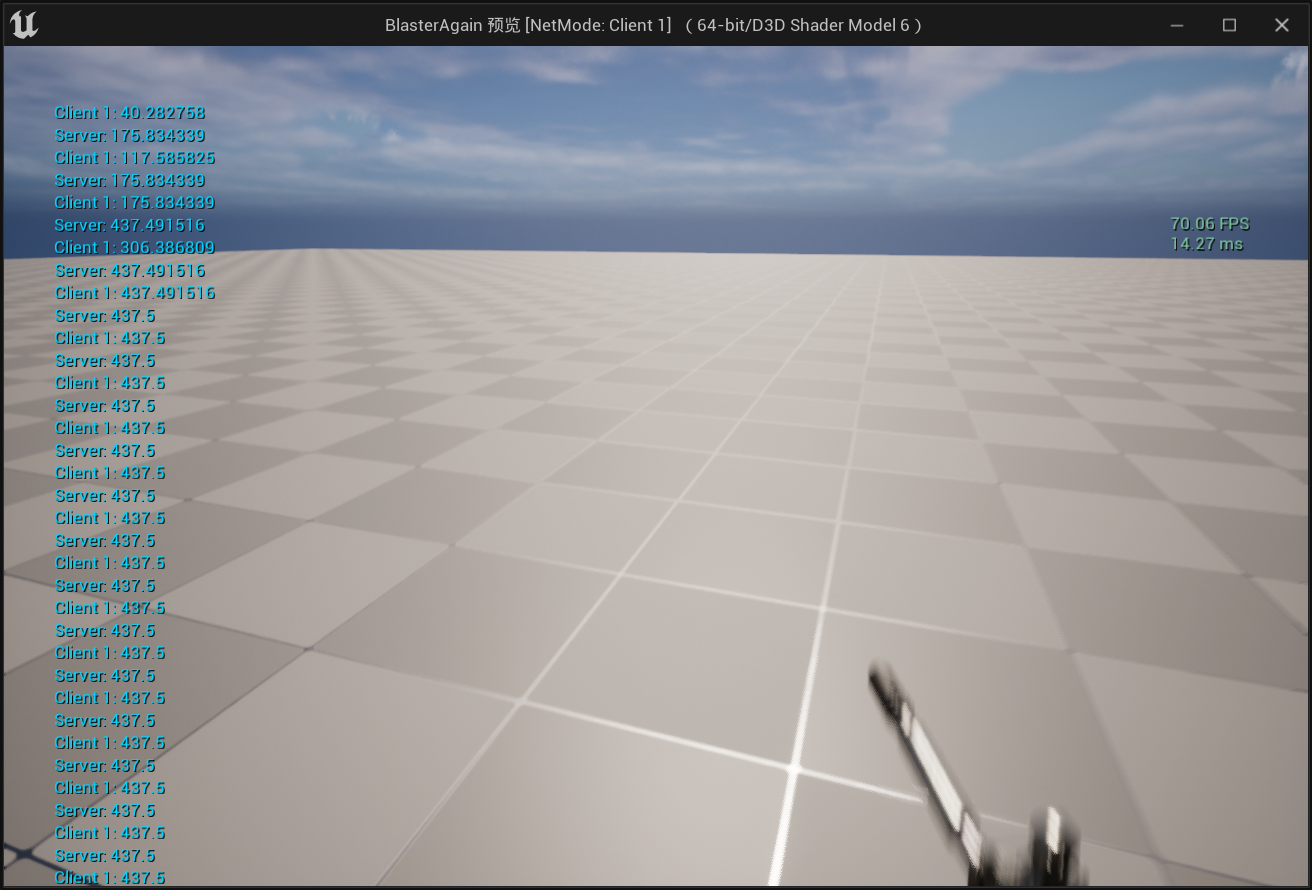 BlasterAgain 预览 [NetMode: Client 1] （64-bit/D3D Shader Model 6）
Client 1: 40.282758
Server: 175.834339
Client 1: 117.585825
Server: 175.834339
Client 1: 175.834339
Server: 437.491516
Client 1: 306.386809
Server: 437.491516
Client 1: 437.491516
Server: 437.5
Client 1: 437.5
Server: 437.5
Client 1: 437.5
Server: 437.5
Client 1: 437.5
Server: 437.5
Client 1: 437.5
Server: 437.5
Client 1: 437.5
Server: 437.5
Client 1: 437.5
Server: 437.5
Client 1: 437.5
Server: 437.5
Client 1: 437.5
Server: 437.5
Client 1: 437.5
Server: 437.5
Client 1: 437.5
Server: 437.5
Client 1: 437.5
Server: 437.5
Client 1: 437.5
Server: 437.5
Client 1: 437.5
70.06 FPS
14.27 ms